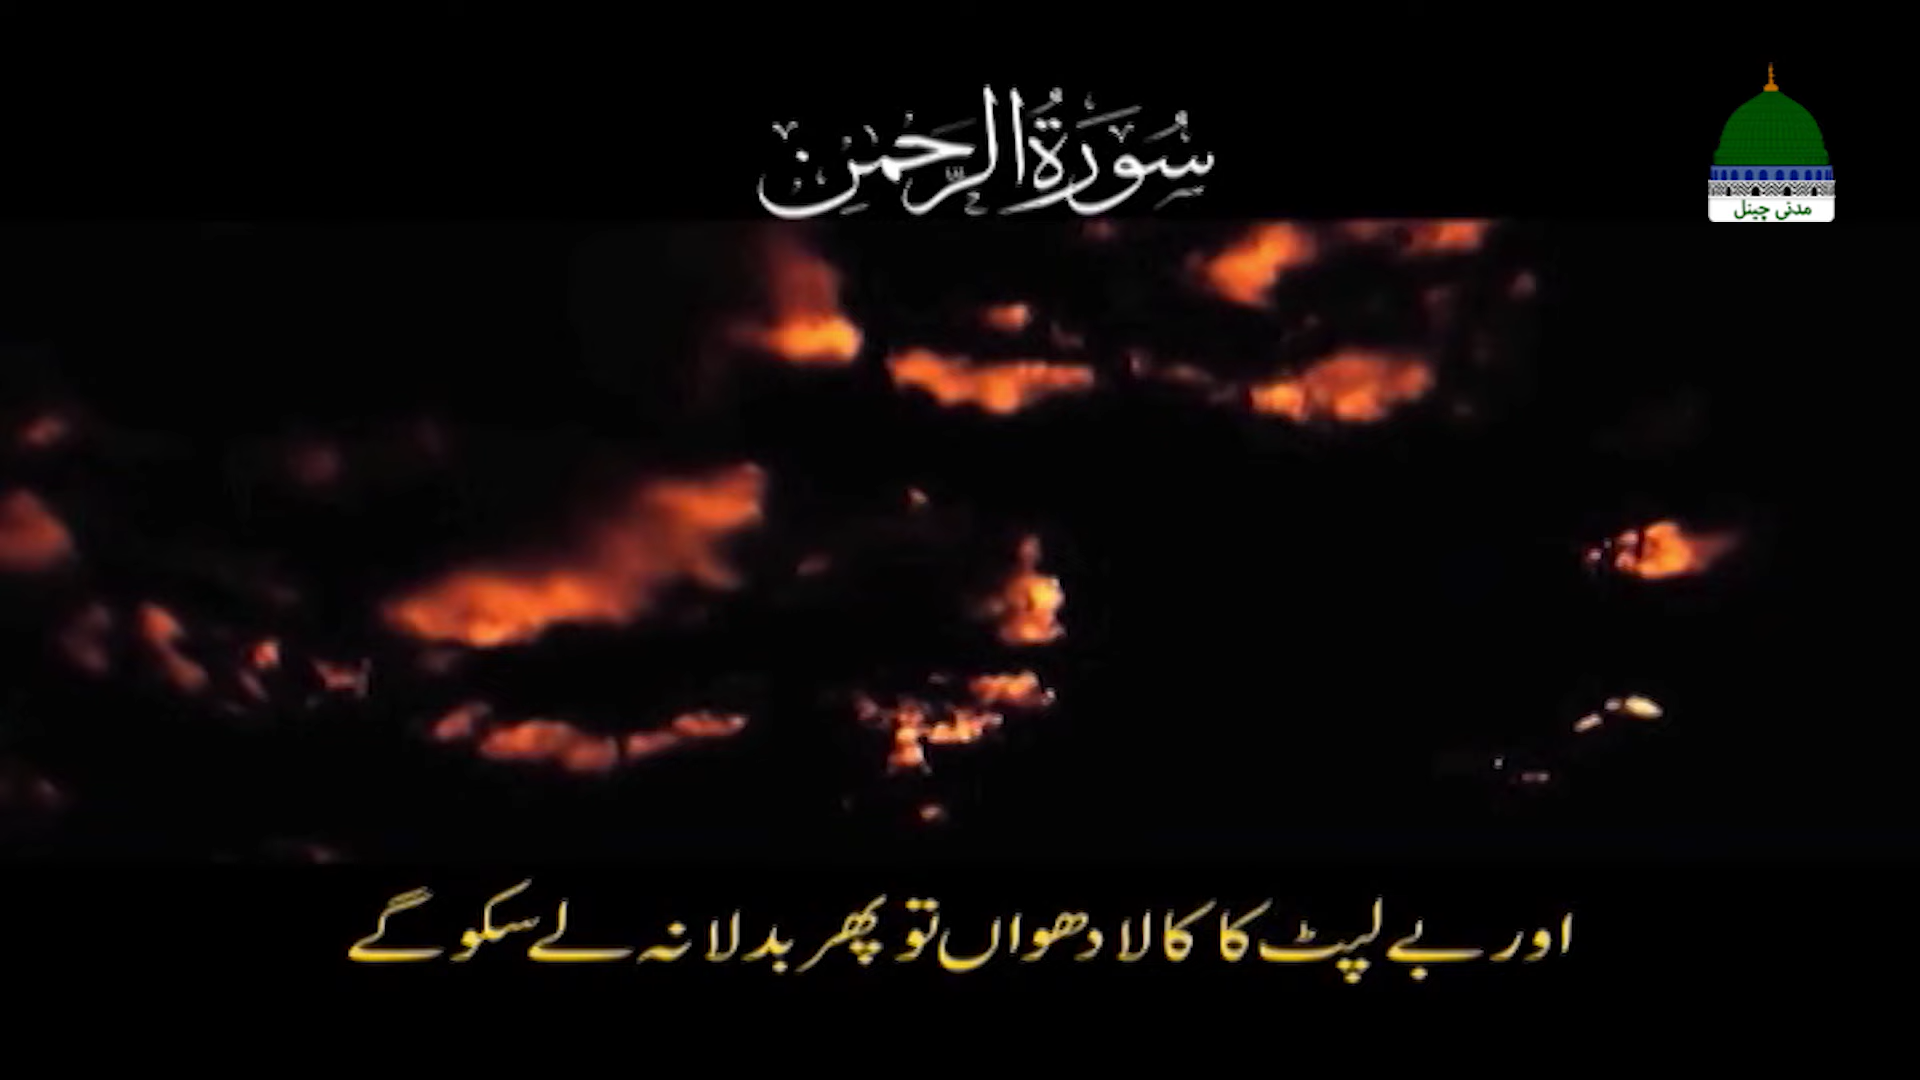 سُوۡرَةُ الرَّحۡمٰن
مدنی چینل
اور بے لپٹ کا کالا دھواں تو پھر بدلا نہ لے سکو گے